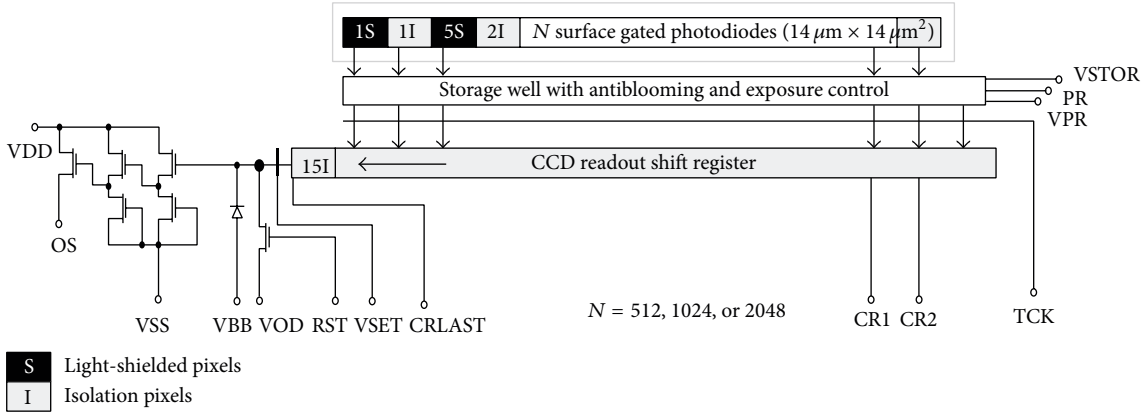 1S 1I 5S 2I N surface gated photodiodes (14 μm × 14 μm²)
Storage well with antiblooming and exposure control
VSTOR
PR
VPR
VDD
15I
CCD readout shift register
OS
VSS
VBB
VOD
RST
VSET
CRLAST
N = 512, 1024, or 2048
CR1
CR2
TCK
S Light-shielded pixels
I Isolation pixels